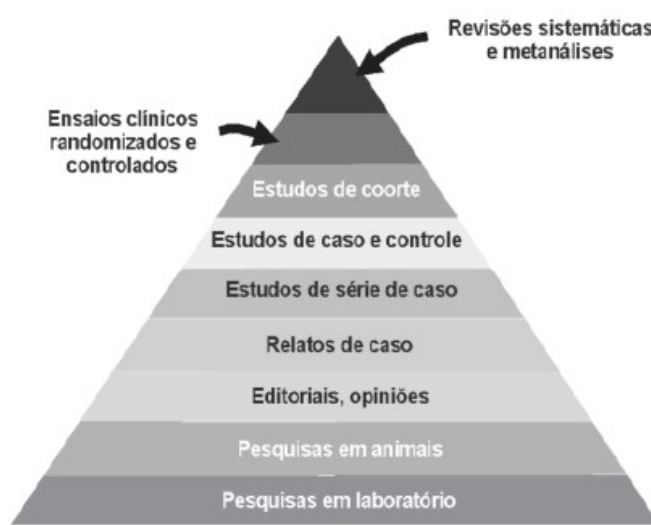 Revisões sistemáticas
e metanálises
Ensaios clínicos
randomizados e
controlados
Estudos de coorte
Estudos de caso e controle
Estudos de série de caso
Relatos de caso
Editoriais, opiniões
Pesquisas em animais
Pesquisas em laboratório